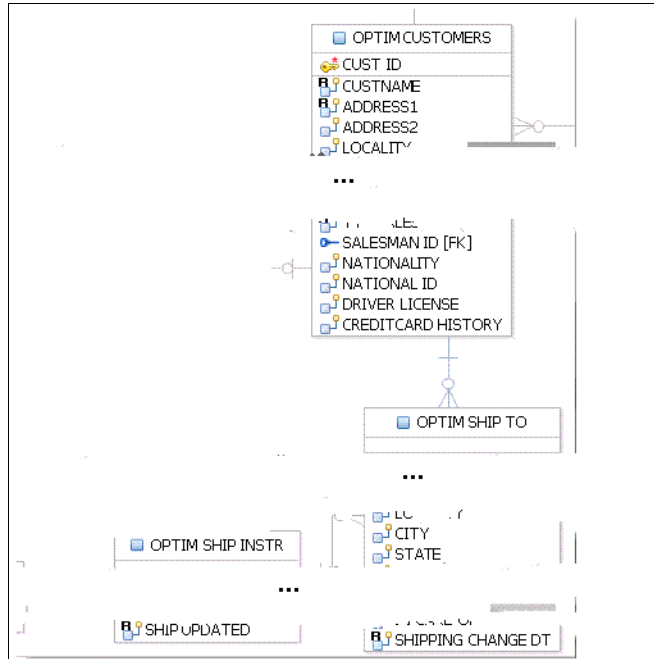 OPTIM CUSTOMERS
CUST ID
CUSTNAME
ADDRESS1
ADDRESS2
LOCALITY
...
SALESMAN ID [FK]
NATIONALITY
NATIONAL ID
DRIVER LICENSE
CREDITCARD HISTORY
OPTIM SHIP TO
...
CITY
OPTIM SHIP INSTR
STATE
...
SHIP UPDATED
SHIPPING CHANGE DT